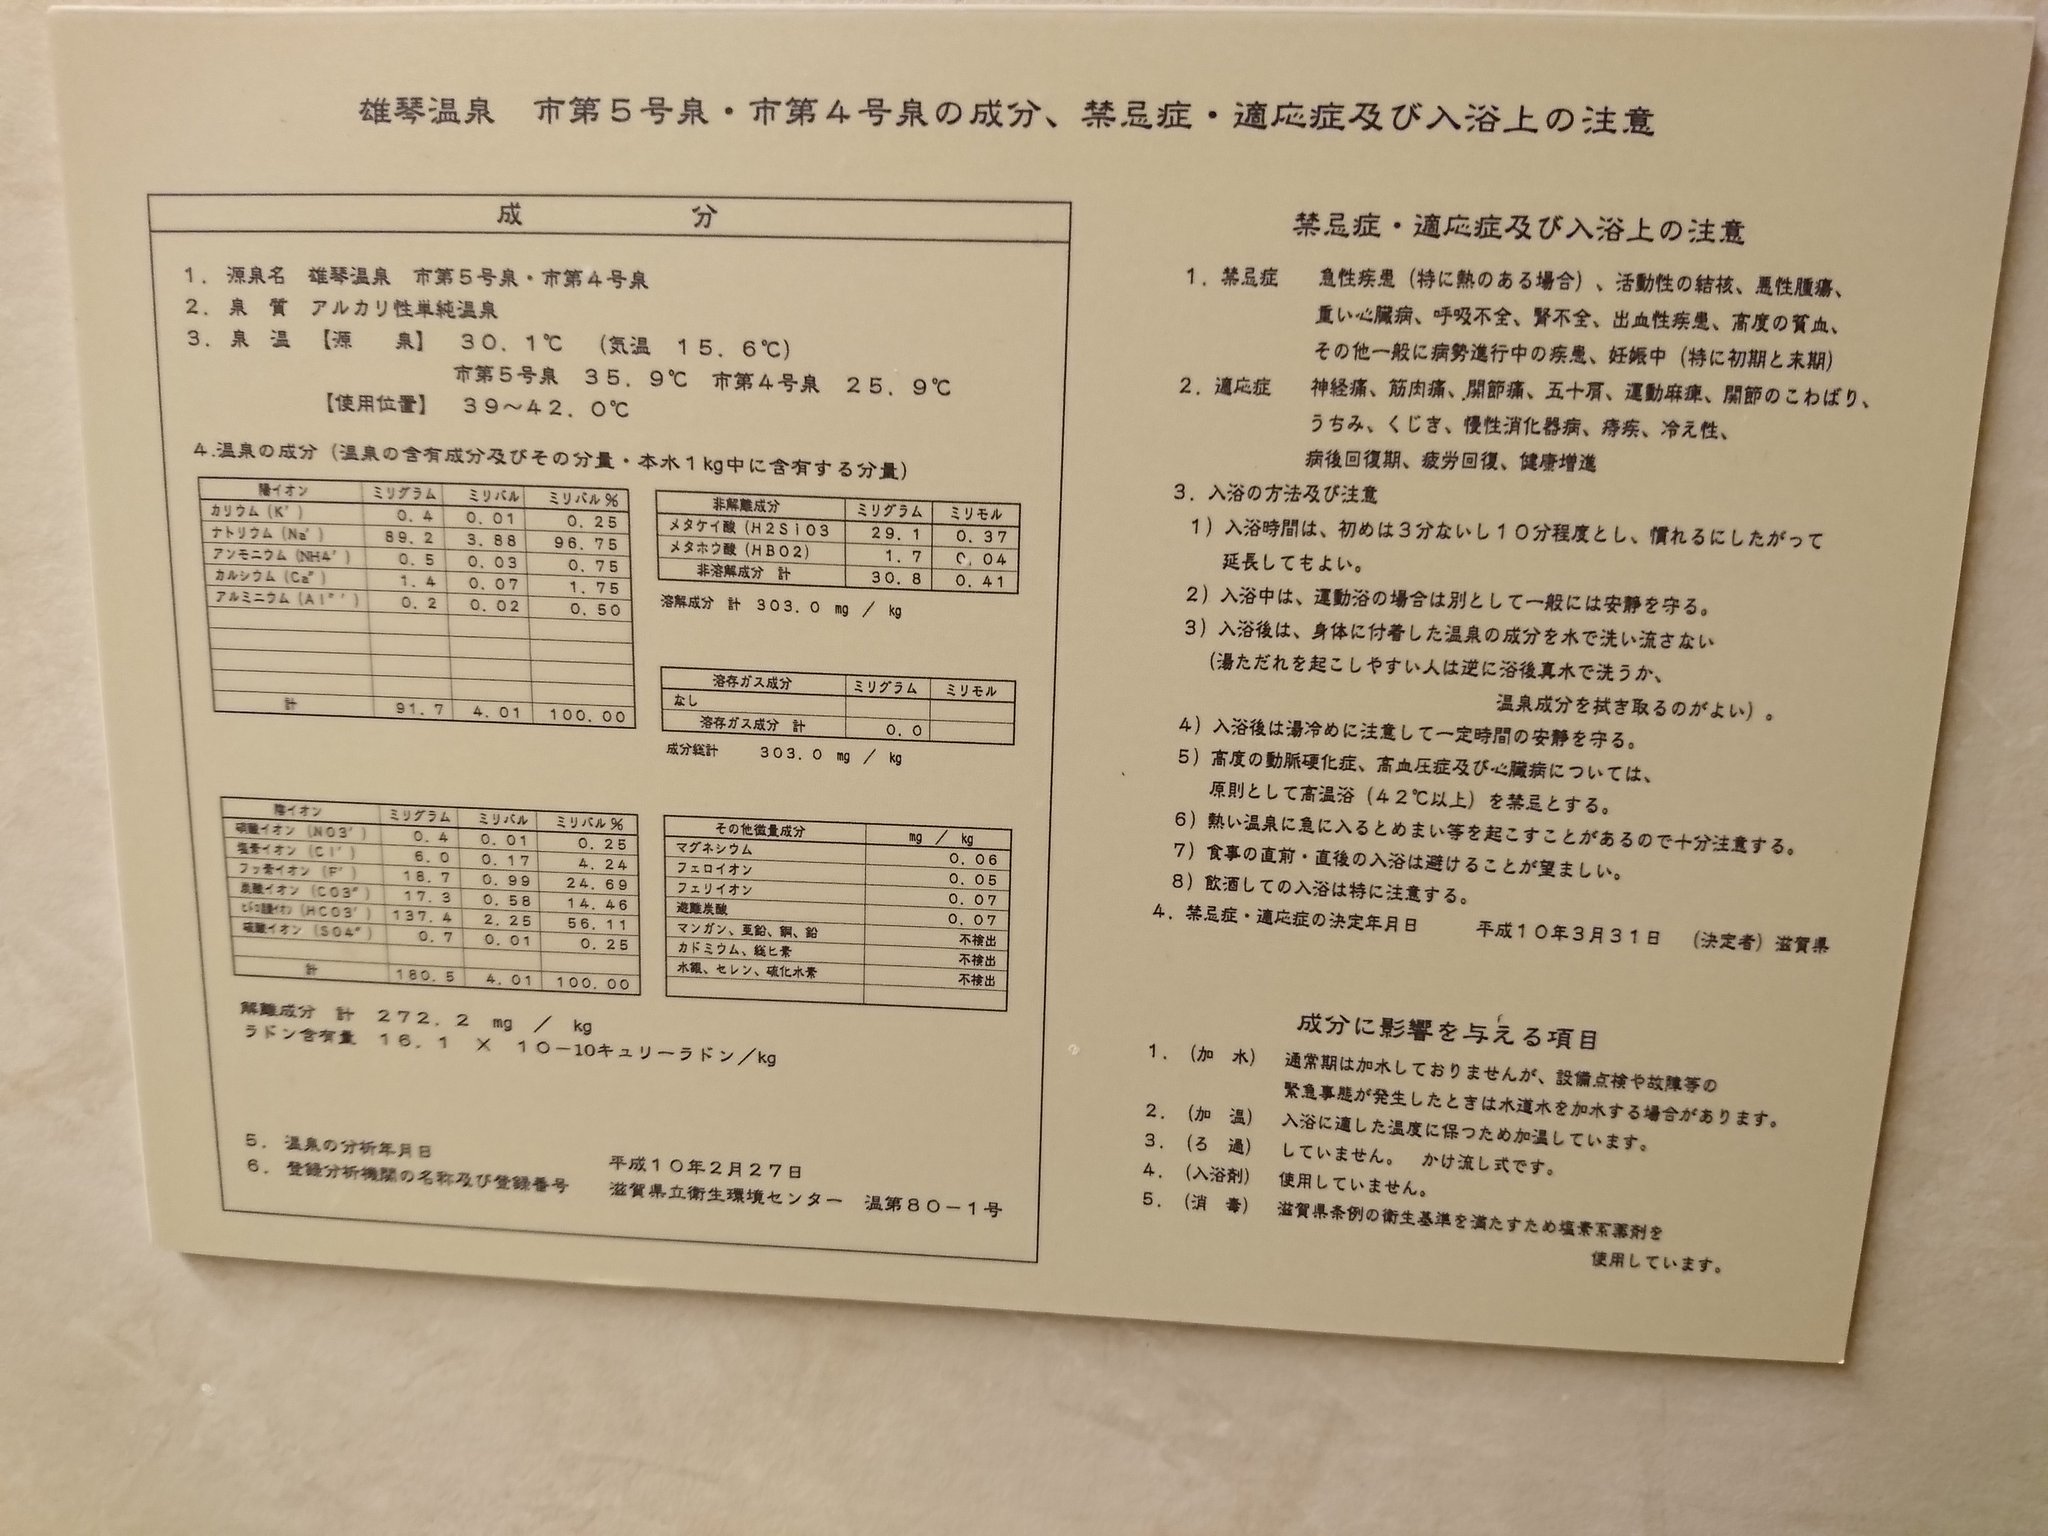 雄琴温泉　市第５号泉・市第４号泉の成分、禁忌症・適応症及び入浴上の注意
成　分
１．源泉名　雄琴温泉　市第５号泉・市第４号泉
２．泉　質　アルカリ性単純温泉
３．泉　温　【源　泉】　３０．１℃　（気温　１５．６℃）
市第５号泉　３５．９℃　市第４号泉　２５．９℃
【使用位置】　３９～４２．０℃
４.温泉の成分（温泉の含有成分及びその分量・本水１kg中に含有する分量）
陽イオン　ミリグラム　ミリバル　ミリバル％
カリウム（K'）　０．４　０．０１　０．２５
ナトリウム（Na'）　８９．２　３．８８　９６．７５
アンモニウム（NH4'）　０．５　０．０３　０．７５
カルシウム（Ca"）　１．４　０．０７　１．７５
アルミニウム（Al"'）　０．２　０．０２　０．５０
計　９１．７　４．０１　１００．００
非解離成分　ミリグラム　ミリモル
メタケイ酸（H2SiO3　２９．１　０．３７
メタホウ酸（HBO2）　１．７　０．０４
非溶解成分　計　３０．８　０．４１
溶解成分　計　３０３．０　mg　／　kg
溶存ガス成分　ミリグラム　ミリモル
なし
溶存ガス成分　計　０．０
成分総計　３０３．０　mg　／　kg
陰イオン　ミリグラム　ミリバル　ミリバル％
硝酸イオン（NO3'）　０．４　０．０１　０．２５
塩素イオン（Cl'）　６．０　０．１７　４．２４
フッ素イオン（F'）　１８．７　０．９９　２４．６９
炭酸イオン（CO3"）　１７．３　０．５８　１４．４６
ヒドロ炭酸イオン（HCO3'）　１３７．４　２．２５　５６．１１
硫酸イオン（SO4"）　０．７　０．０１　０．２５
計　１８０．５　４．０１　１００．００
その他微量成分　mg　／　kg
マグネシウム　０．０６
フェロイオン　０．０５
フェリイオン　０．０７
遊離炭酸　０．０７
マンガン、亜鉛、銅、鉛　不検出
カドミウム、総ヒ素　不検出
水銀、セレン、硫化水素　不検出
解離成分　計　２７２．２　mg　／　kg
ラドン含有量　１６．１　×　１０－10キュリーラドン／kg
５．温泉の分析年月日　平成１０年２月２７日
６．登録分析機関の名称及び登録番号　滋賀県立衛生環境センター　温第８０－１号
禁忌症・適応症及び入浴上の注意
１．禁忌症　急性疾患（特に熱のある場合）、活動性の結核、悪性腫瘍、
重い心臓病、呼吸不全、腎不全、出血性疾患、高度の貧血、
その他一般に病勢進行中の疾患、妊娠中（特に初期と末期）
２．適応症　神経痛、筋肉痛、関節痛、五十肩、運動麻痺、関節のこわばり、
うちみ、くじき、慢性消化器病、痔疾、冷え性、
病後回復期、疲労回復、健康増進
３．入浴の方法及び注意
１）入浴時間は、初めは３分ないし１０分程度とし、慣れるにしたがって
延長してもよい。
２）入浴中は、運動浴の場合は別として一般には安静を守る。
３）入浴後は、身体に付着した温泉の成分を水で洗い流さない
（湯ただれを起こしやすい人は逆に浴後真水で洗うか、
温泉成分を拭き取るのがよい）。
４）入浴後は湯冷めに注意して一定時間の安静を守る。
５）高度の動脈硬化症、高血圧症及び心臓病については、
原則として高温浴（４２℃以上）を禁忌とする。
６）熱い温泉に急に入るとめまい等を起こすことがあるので十分注意する。
７）食事の直前・直後の入浴は避けることが望ましい。
８）飲酒しての入浴は特に注意する。
４．禁忌症・適応症の決定年月日　平成１０年３月３１日　（決定者）滋賀県
成分に影響を与える項目
１．（加　水）　通常期は加水しておりませんが、設備点検や故障等の
緊急事態が発生したときは水道水を加水する場合があります。
２．（加　温）　入浴に適した温度に保つため加温しています。
３．（ろ　過）　していません。　かけ流し式です。
４．（入浴剤）　使用していません。
５．（消　毒）　滋賀県条例の衛生基準を満たすため塩素系薬剤を
使用しています。